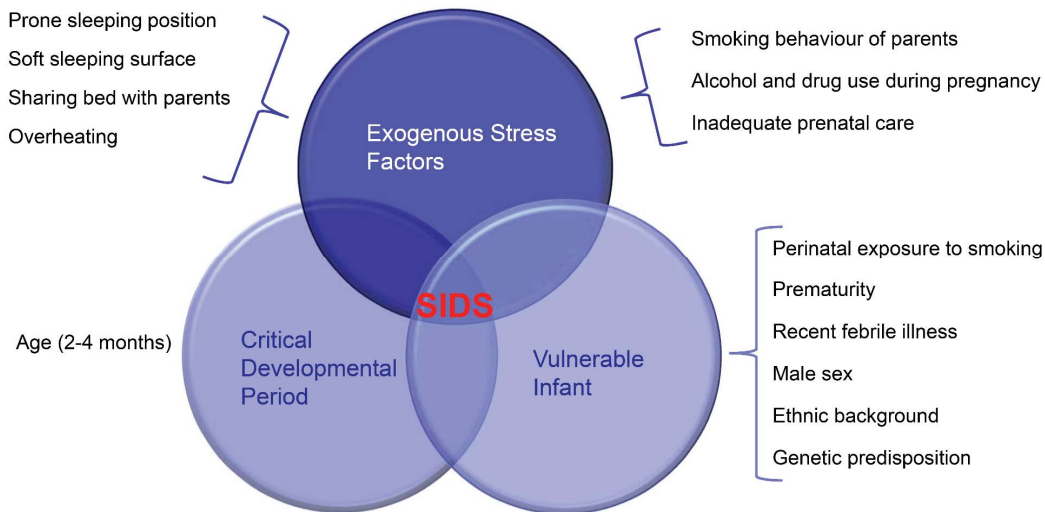 Prone sleeping position
Soft sleeping surface
Sharing bed with parents
Overheating
Smoking behaviour of parents
Alcohol and drug use during pregnancy
Inadequate prenatal care
Exogenous Stress
Factors
SIDS
Age (2-4 months)
Critical
Developmental
Period
Vulnerable
Infant
Perinatal exposure to smoking
Prematurity
Recent febrile illness
Male sex
Ethnic background
Genetic predisposition